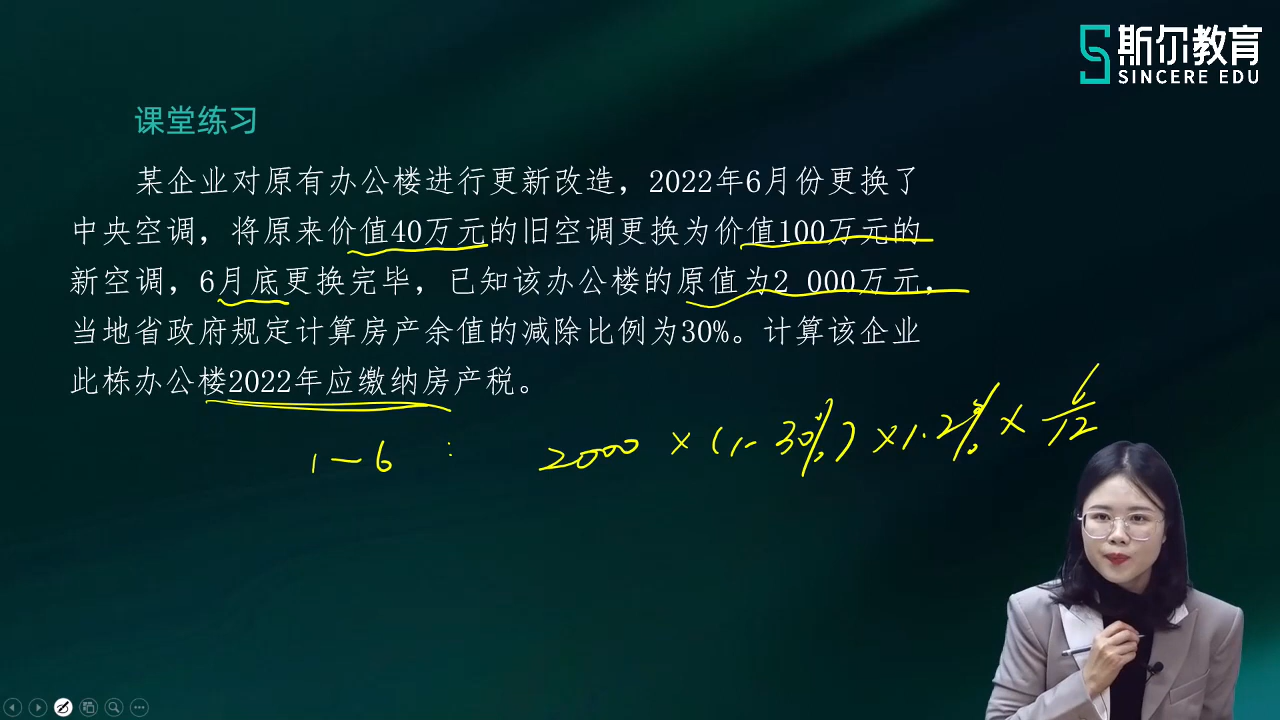 斯尔教育
SINCERE EDU
课堂练习
某企业对原有办公楼进行更新改造，2022年6月份更换了
中央空调，将原来价值40万元的旧空调更换为价值100万元的
新空调，6月底更换完毕，已知该办公楼的原值为2 000万元，
当地省政府规定计算房产余值的减除比例为30%。计算该企业
此栋办公楼2022年应缴纳房产税。
1—6 : 2000 × (1-30%) × 1.2% × 6/12